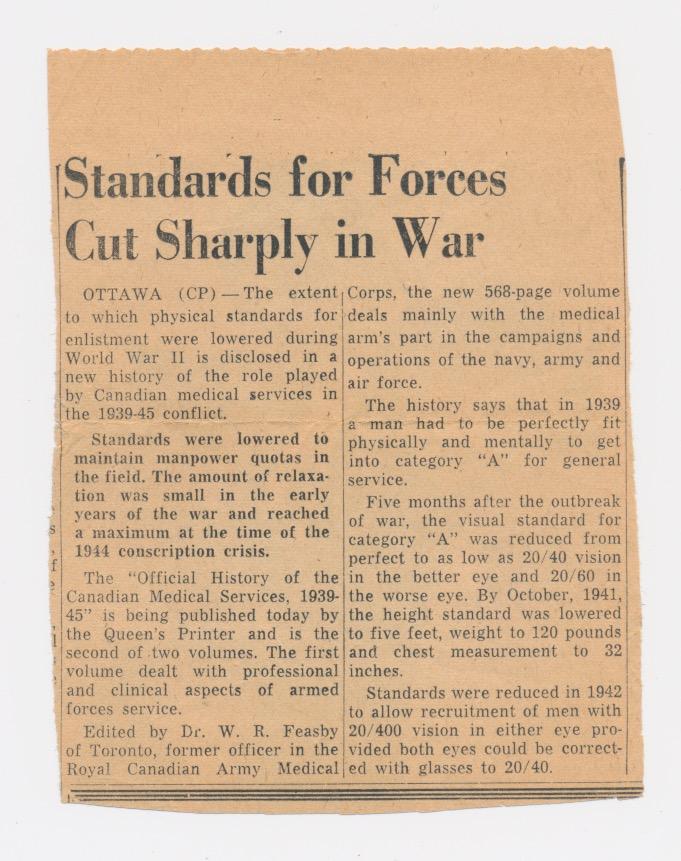 Standards for Forces
Cut Sharply in War
OTTAWA (CP) — The extent
to which physical standards for
enlistment were lowered during
World War II is disclosed in a
new history of the role played
by Canadian medical services in
the 1939-45 conflict.
Standards were lowered to
maintain manpower quotas in
the field. The amount of relaxa-
tion was small in the early
years of the war and reached
a maximum at the time of the
1944 conscription crisis.
The "Official History of the
Canadian Medical Services, 1939-
45" is being published today by
the Queen's Printer and is the
second of two volumes. The first
volume dealt with professional
and clinical aspects of armed
forces service.
Edited by Dr. W. R. Feasby
of Toronto, former officer in the
Royal Canadian Army Medical
Corps, the new 568-page volume
deals mainly with the medical
arm's part in the campaigns and
operations of the navy, army and
air force.
The history says that in 1939
a man had to be perfectly fit
physically and mentally to get
into category "A" for general
service.
Five months after the outbreak
of war, the visual standard for
category "A" was reduced from
perfect to as low as 20/40 vision
in the better eye and 20/60 in
the worse eye. By October, 1941,
the height standard was lowered
to five feet, weight to 120 pounds
and chest measurement to 32
inches.
Standards were reduced in 1942
to allow recruitment of men with
20/400 vision in either eye pro-
vided both eyes could be correct-
ed with glasses to 20/40.